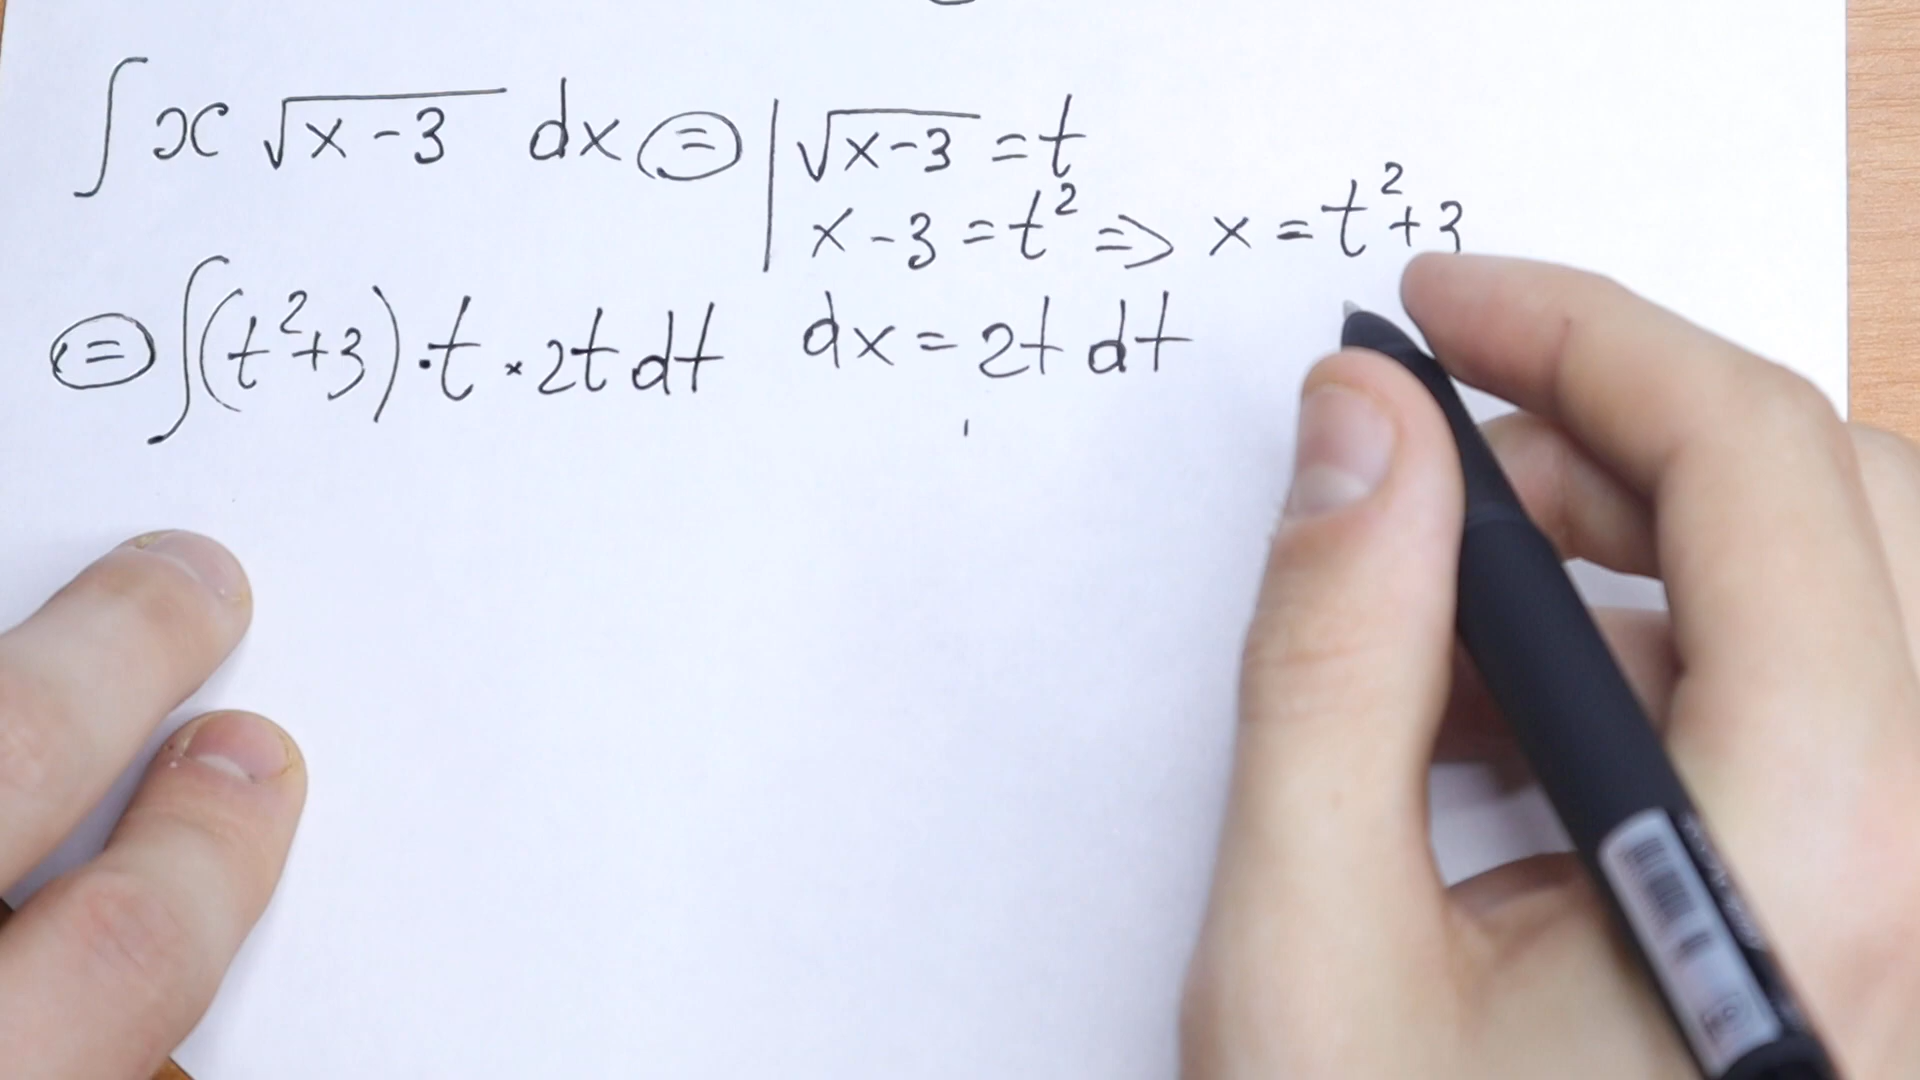 ∫ x √(x-3) dx = | √(x-3) = t
x - 3 = t² => x = t² + 3
= ∫(t²+3) · t · 2t dt dx = 2t dt